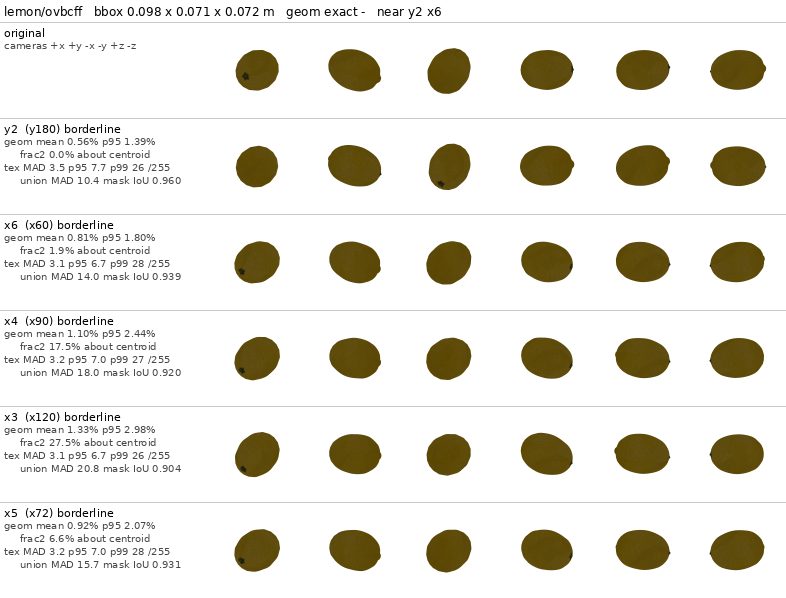 lemon/ovbcff   bbox 0.098 x 0.071 x 0.072 m   geom exact -   near y2 x6
original
cameras +x +y -x -y +z -z
y2  (y180) borderline
geom mean 0.56% p95 1.39%
frac2 0.0% about centroid
tex MAD 3.5 p95 7.7 p99 26 /255
union MAD 10.4 mask IoU 0.960
x6  (x60) borderline
geom mean 0.81% p95 1.80%
frac2 1.9% about centroid
tex MAD 3.1 p95 6.7 p99 28 /255
union MAD 14.0 mask IoU 0.939
x4  (x90) borderline
geom mean 1.10% p95 2.44%
frac2 17.5% about centroid
tex MAD 3.2 p95 7.0 p99 27 /255
union MAD 18.0 mask IoU 0.920
x3  (x120) borderline
geom mean 1.33% p95 2.98%
frac2 27.5% about centroid
tex MAD 3.1 p95 6.7 p99 26 /255
union MAD 20.8 mask IoU 0.904
x5  (x72) borderline
geom mean 0.92% p95 2.07%
frac2 6.6% about centroid
tex MAD 3.2 p95 7.0 p99 28 /255
union MAD 15.7 mask IoU 0.931